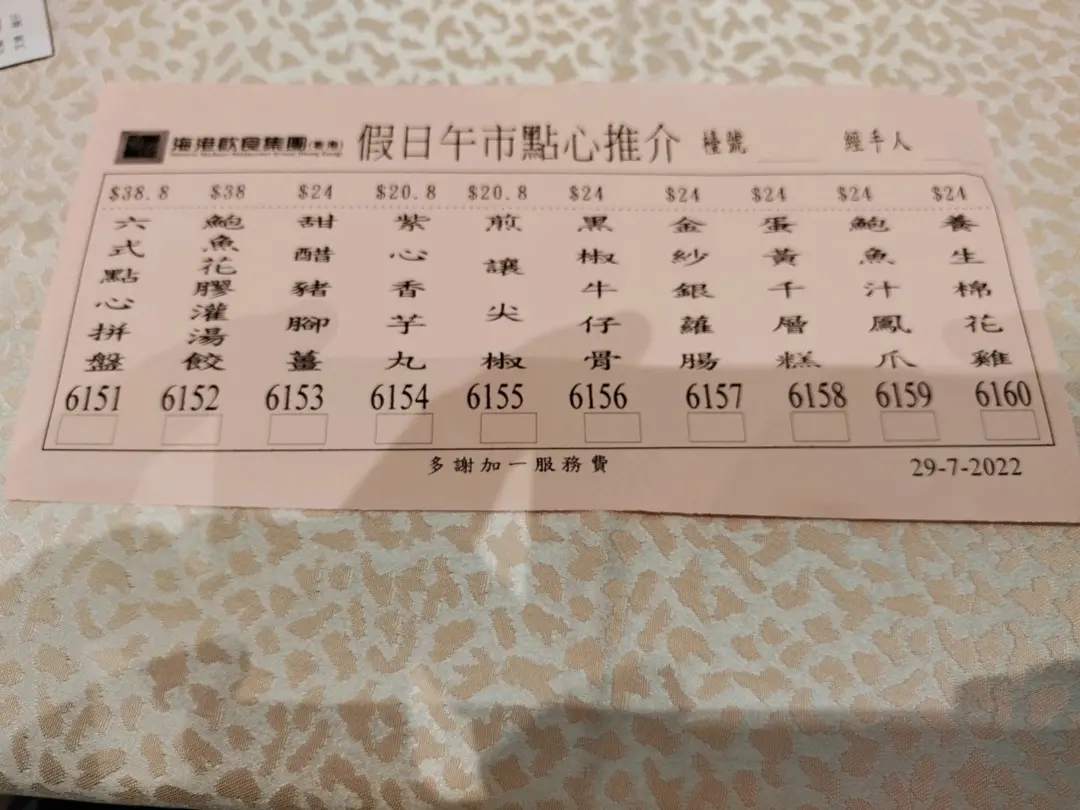 海港飲食集團(香港) 假日午市點心推介 檯號 經手人
$38.8 $38 $24 $20.8 $20.8 $24 $24 $24 $24 $24
六式點心拼盤
鮑魚花膠灌湯餃
甜醋豬腳薑
紫心香芋丸
煎讓尖椒
黑椒牛仔骨
金紗銀蘿腸
蛋黃千層糕
鮑魚汁鳳爪
養生棉花雞
6151 6152 6153 6154 6155 6156 6157 6158 6159 6160
多謝加一服務費 29-7-2022